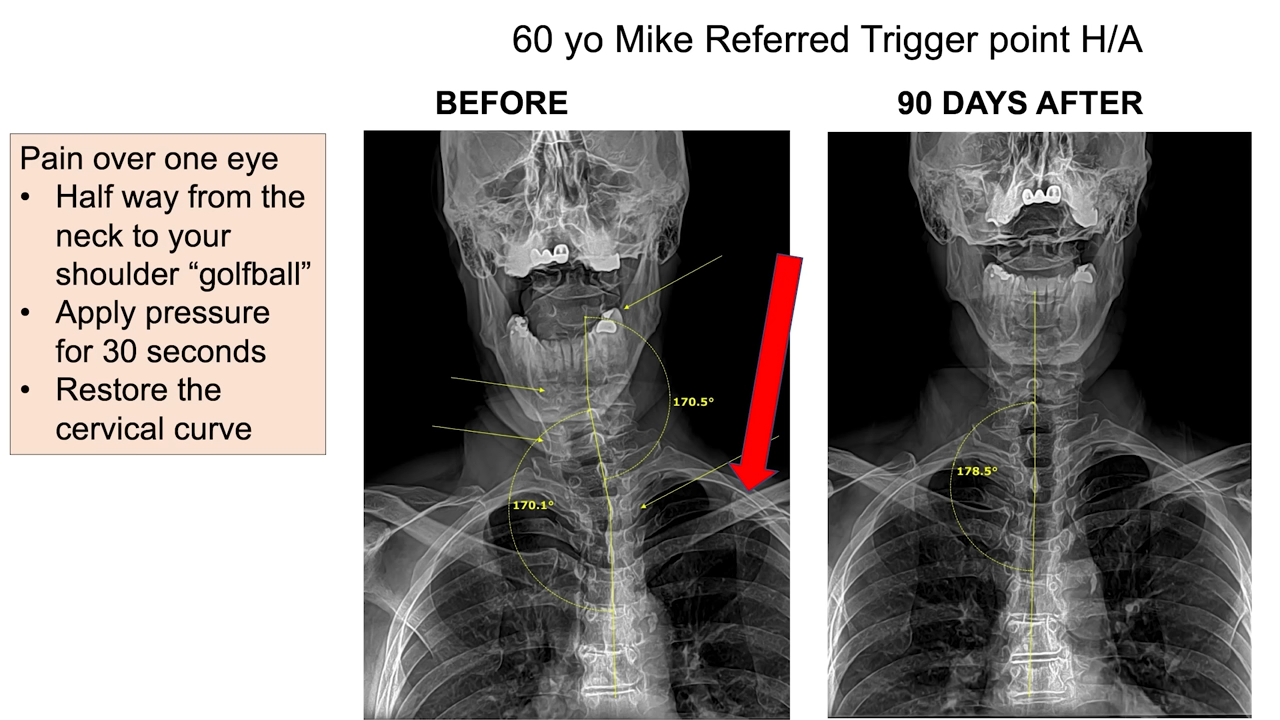 60 yo Mike Referred Trigger point H/A
BEFORE
90 DAYS AFTER
Pain over one eye
• Half way from the
neck to your
shoulder “golfball”
• Apply pressure
for 30 seconds
• Restore the
cervical curve
170.5°
170.1°
178.5°